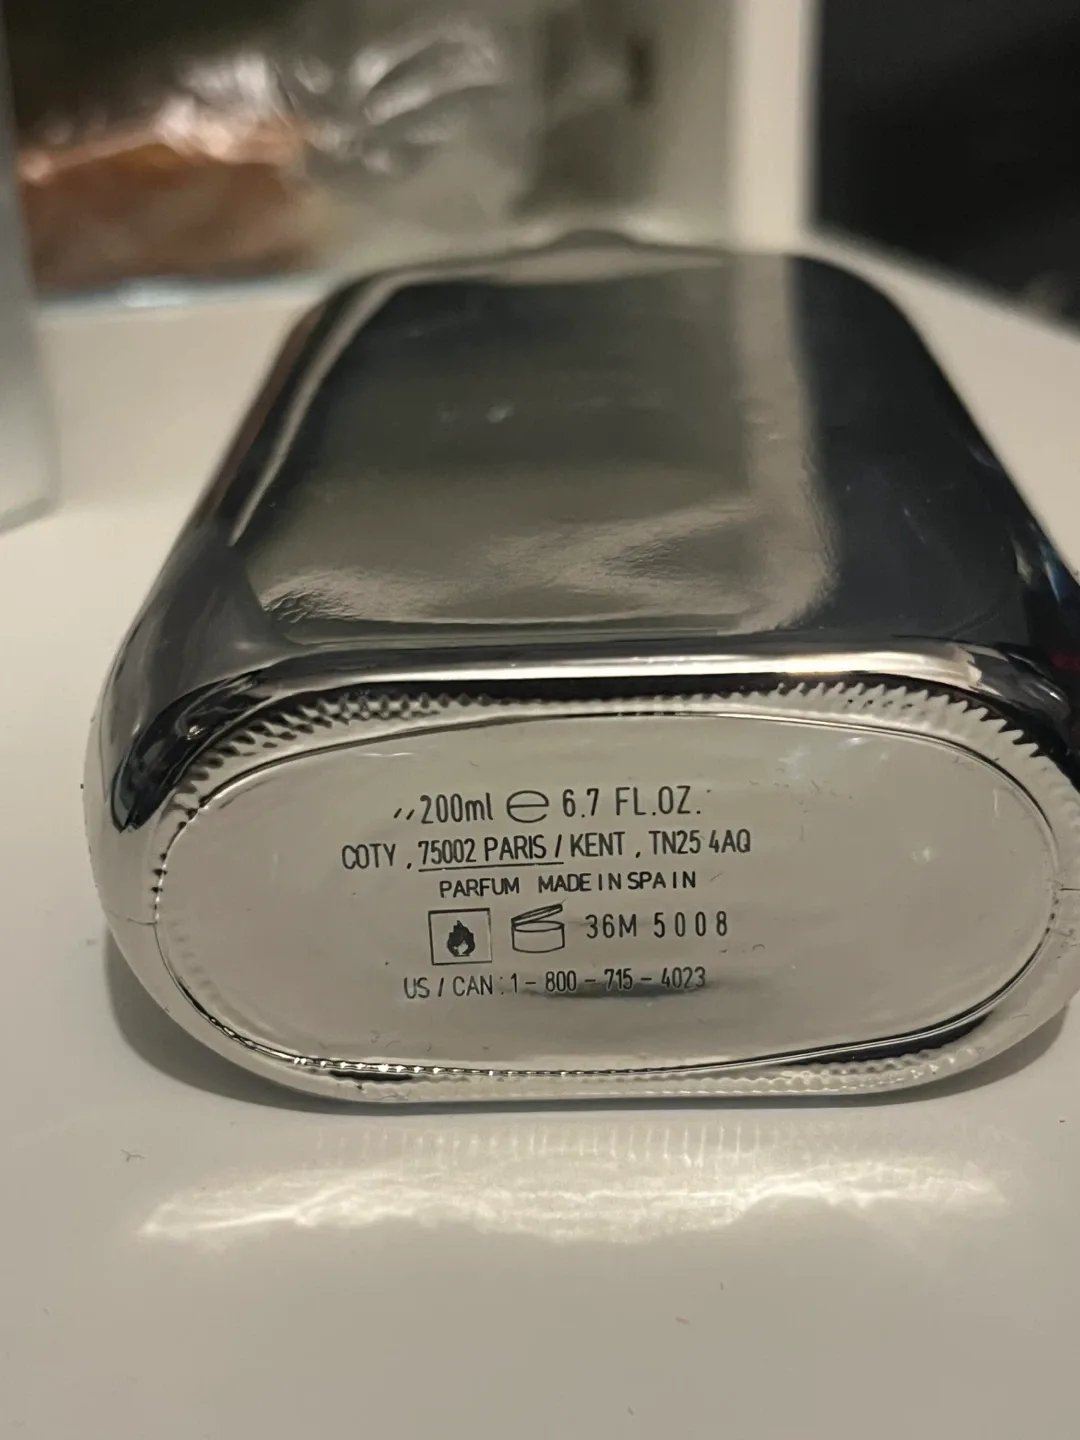 200ml ℮ 6.7 FL.OZ.
COTY , 75002 PARIS / KENT , TN25 4AQ
PARFUM MADE IN SPAIN
36M 5008
US / CAN : 1 - 800 - 715 - 4023